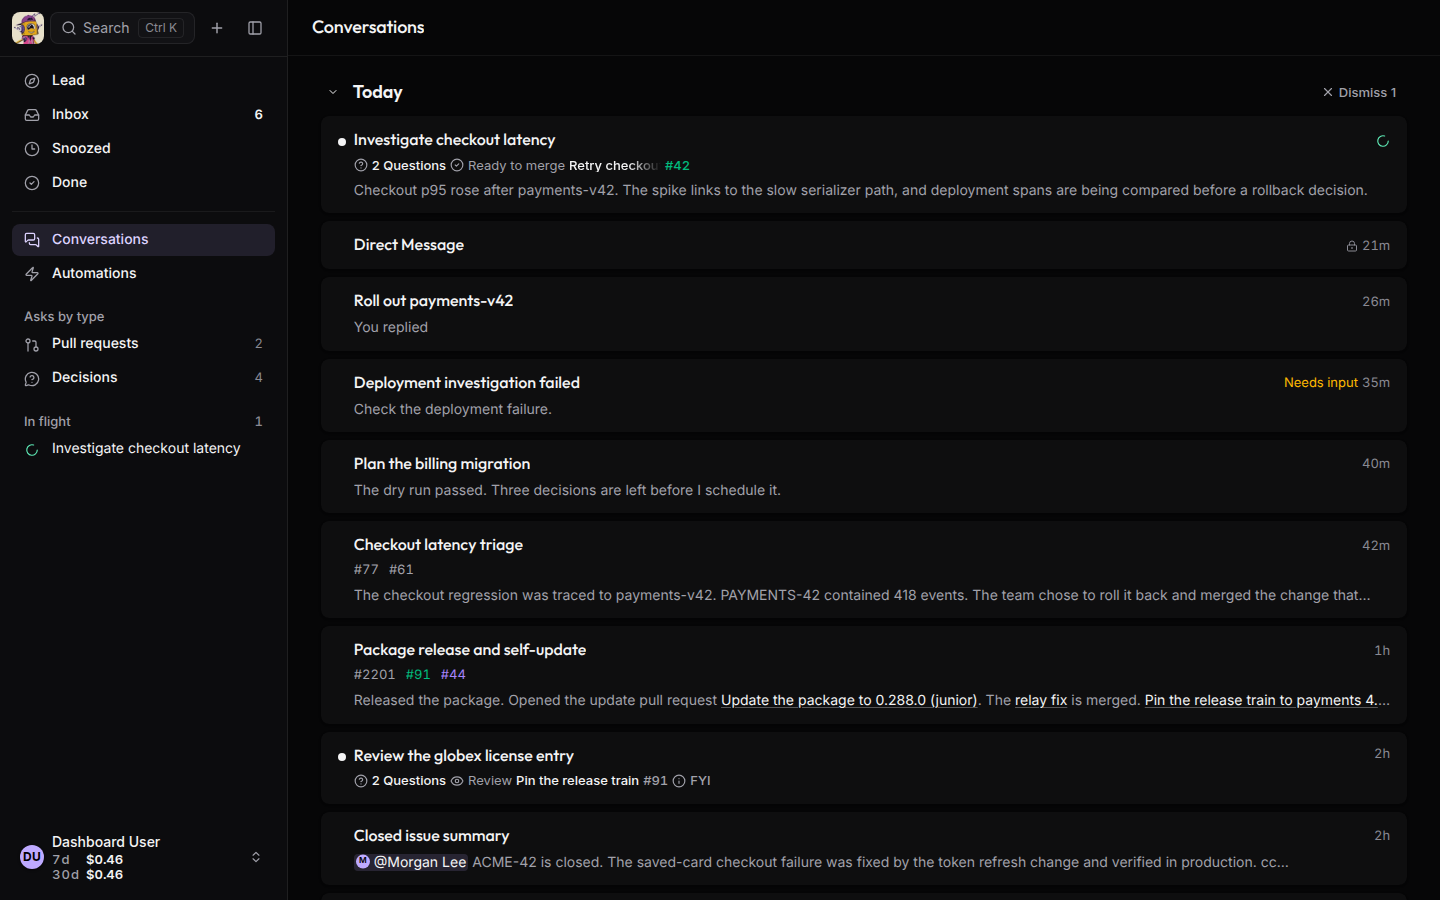 Search Ctrl K
Lead
Inbox 6
Snoozed
Done
Conversations
Automations
Asks by type
Pull requests 2
Decisions 4
In flight 1
Investigate checkout latency
DU Dashboard User
7d $0.46
30d $0.46
Conversations
Today Dismiss 1
Investigate checkout latency
2 Questions Ready to merge Retry checkou #42
Checkout p95 rose after payments-v42. The spike links to the slow serializer path, and deployment spans are being compared before a rollback decision.
Direct Message 21m
Roll out payments-v42 26m
You replied
Deployment investigation failed Needs input 35m
Check the deployment failure.
Plan the billing migration 40m
The dry run passed. Three decisions are left before I schedule it.
Checkout latency triage 42m
#77 #61
The checkout regression was traced to payments-v42. PAYMENTS-42 contained 418 events. The team chose to roll it back and merged the change that...
Package release and self-update 1h
#2201 #91 #44
Released the package. Opened the update pull request Update the package to 0.288.0 (junior). The relay fix is merged. Pin the release train to payments 4....
Review the globex license entry 2h
2 Questions Review Pin the release train #91 FYI
Closed issue summary 2h
M @Morgan Lee ACME-42 is closed. The saved-card checkout failure was fixed by the token refresh change and verified in production. cc...